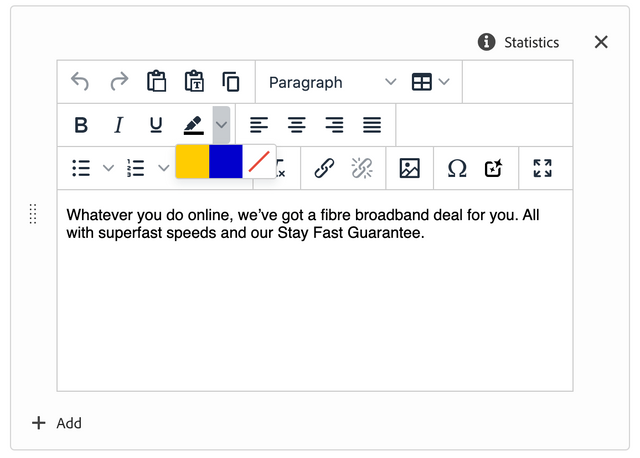 Statistics
Paragraph
B I U
Whatever you do online, we’ve got a fibre broadband deal for you. All
with superfast speeds and our Stay Fast Guarantee.
Add